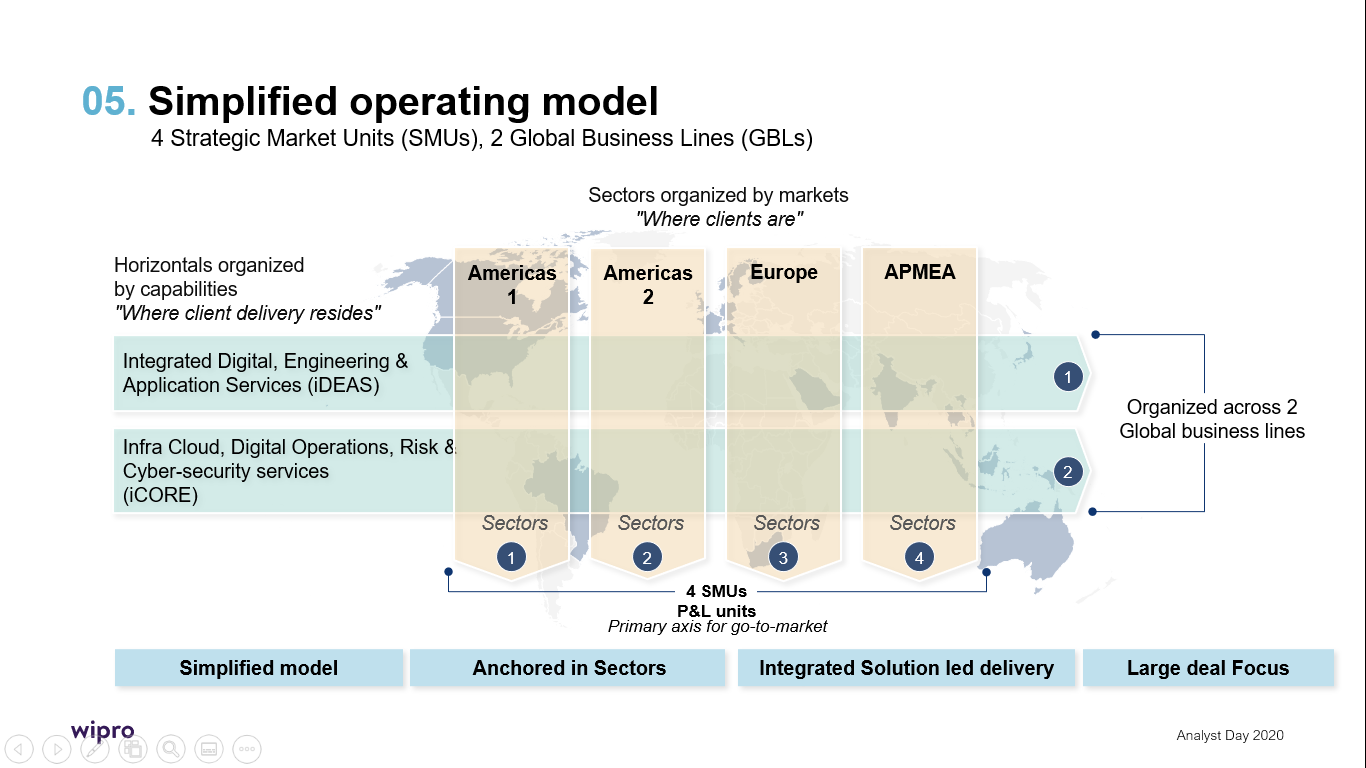 05. Simplified operating model
4 Strategic Market Units (SMUs), 2 Global Business Lines (GBLs)
Sectors organized by markets
"Where clients are"
Horizontals organized
by capabilities
"Where client delivery resides"
Americas
1
Americas
2
Europe
APMEA
Integrated Digital, Engineering &
Application Services (iDEAS)
1
Infra Cloud, Digital Operations, Risk &
Cyber-security services
(iCORE)
2
Organized across 2
Global business lines
Sectors
Sectors
Sectors
Sectors
1
2
3
4
4 SMUs
P&L units
Primary axis for go-to-market
Simplified model
Anchored in Sectors
Integrated Solution led delivery
Large deal Focus
wipro
Analyst Day 2020